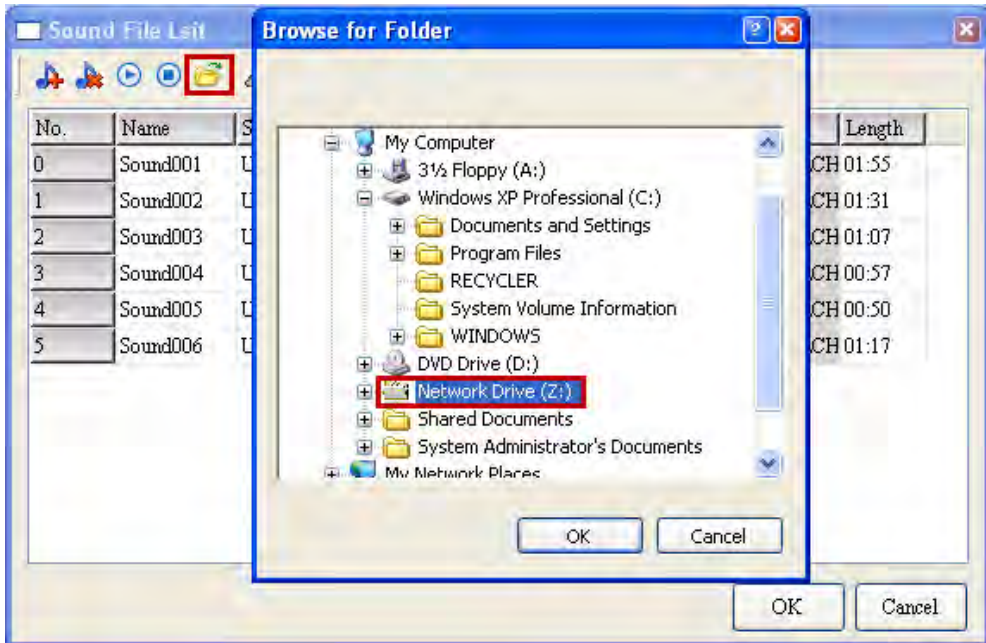 Sound File Lsit
Browse for Folder
No. Name S Length
0 Sound001 U CH 01:55
1 Sound002 U CH 01:31
2 Sound003 U CH 01:07
3 Sound004 U CH 00:57
4 Sound005 U CH 00:50
5 Sound006 U CH 01:17
My Computer
3½ Floppy (A:)
Windows XP Professional (C:)
Documents and Settings
Program Files
RECYCLER
System Volume Information
WINDOWS
DVD Drive (D:)
Network Drive (Z:)
Shared Documents
System Administrator's Documents
My Network Places
OK Cancel
OK Cancel